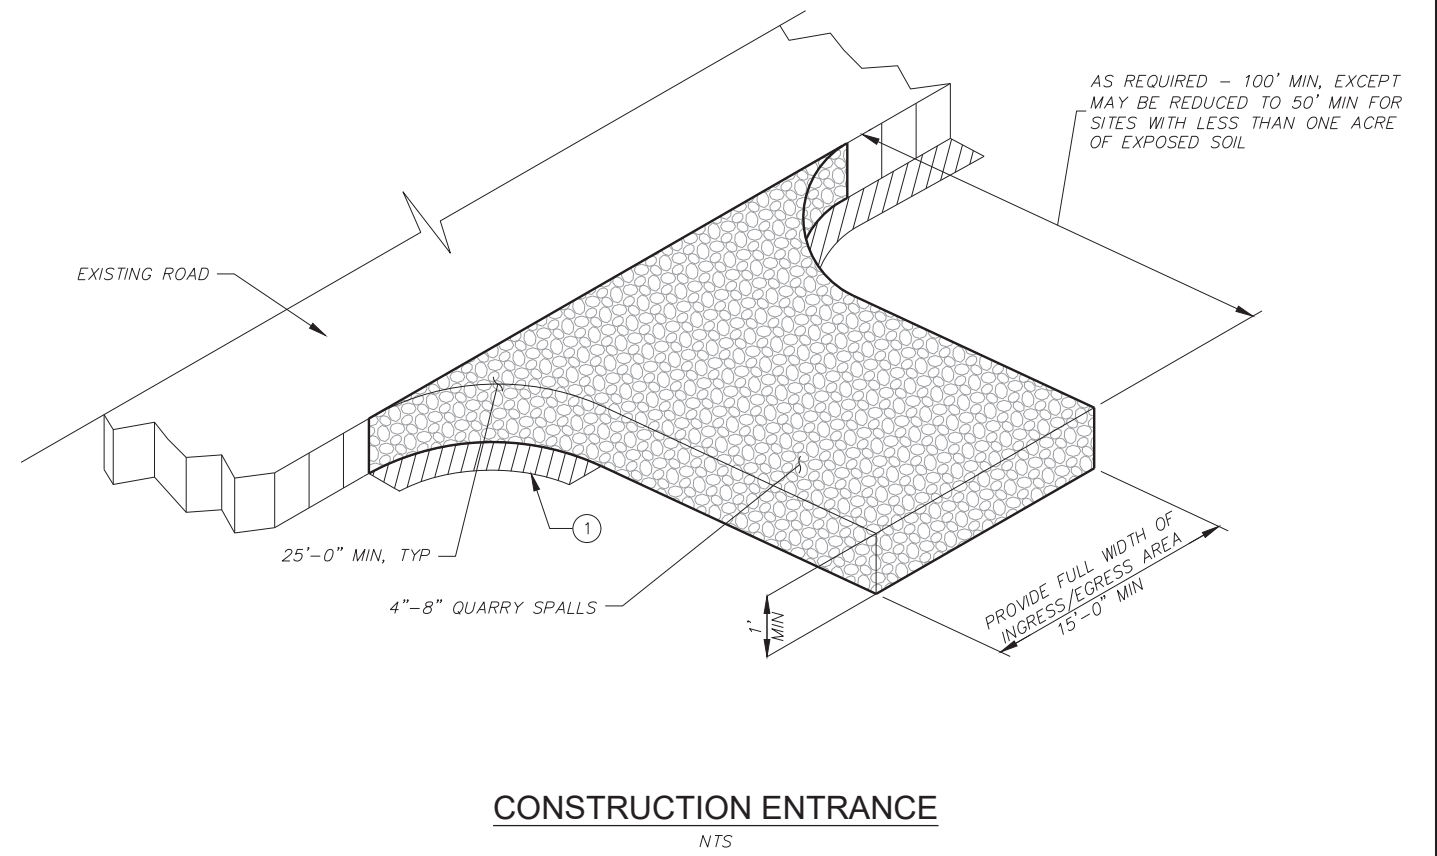 AS REQUIRED – 100' MIN, EXCEPT
MAY BE REDUCED TO 50' MIN FOR
SITES WITH LESS THAN ONE ACRE
OF EXPOSED SOIL
EXISTING ROAD
1
25'–0" MIN, TYP
4"–8" QUARRY SPALLS
1'
MIN
PROVIDE FULL WIDTH OF
INGRESS/EGRESS AREA
15'–0" MIN
CONSTRUCTION ENTRANCE
NTS